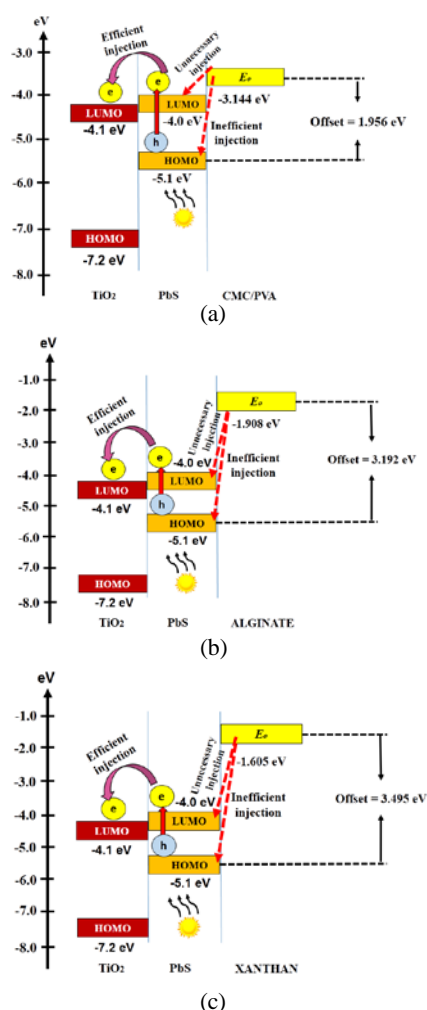 eV
Efficient
injection
Unnecessary
injection
-3.0
e
e
Eₒ
LUMO
LUMO
-3.144 eV
-4.0
-4.1 eV
-4.0 eV
Inefficient
injection
Offset = 1.956 eV
-5.0
h
HOMO
-5.1 eV
-6.0
-7.0
HOMO
-7.2 eV
-8.0
TiO₂ PbS CMC/PVA
(a)
eV
-1.0
Eₒ
Efficient
injection
Unnecessary
injection
-2.0
-1.908 eV
-3.0
e
-4.0 eV
Inefficient
injection
Offset = 3.192 eV
e
-4.0
LUMO
LUMO
-4.1 eV
-5.0
h
HOMO
-5.1 eV
-6.0
-7.0
HOMO
-7.2 eV
-8.0
TiO₂ PbS ALGINATE
(b)
eV
-1.0
Eₒ
Efficient
injection
Unnecessary
injection
-2.0
-1.605 eV
-3.0
e
-4.0 eV
Inefficient
injection
Offset = 3.495 eV
e
-4.0
LUMO
LUMO
-4.1 eV
-5.0
h
HOMO
-5.1 eV
-6.0
-7.0
HOMO
-7.2 eV
-8.0
TiO₂ PbS XANTHAN
(c)